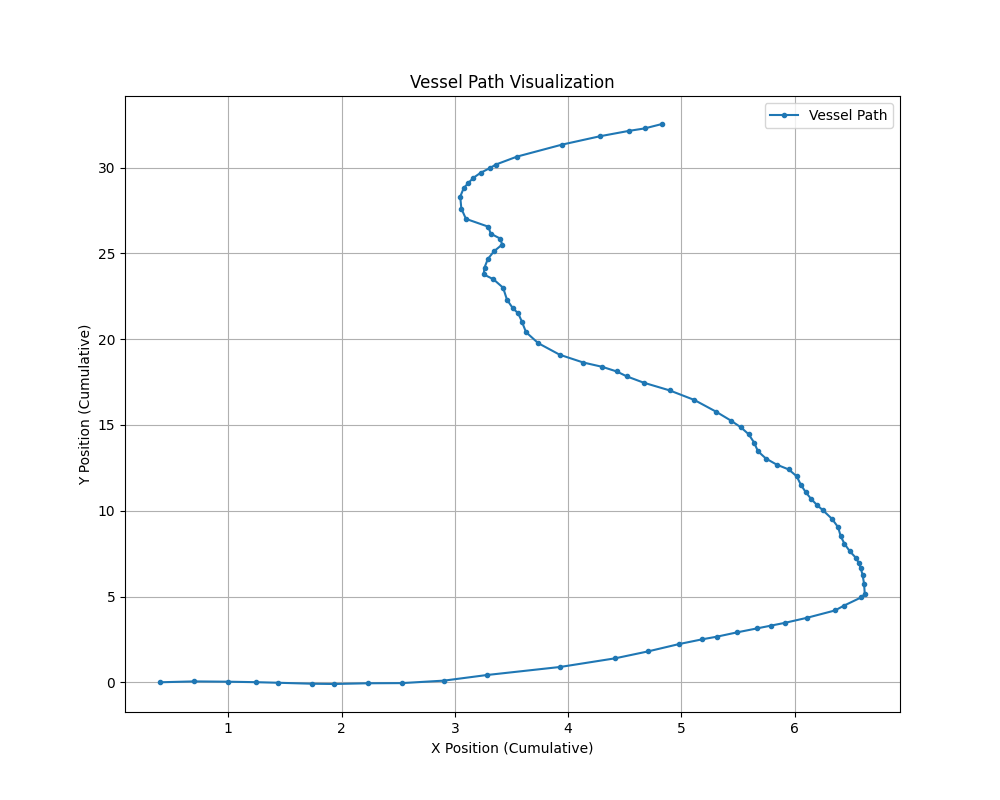 Vessel Path Visualization
Vessel Path
Y Position (Cumulative)
30
25
20
15
10
5
0
1 2 3 4 5 6
X Position (Cumulative)